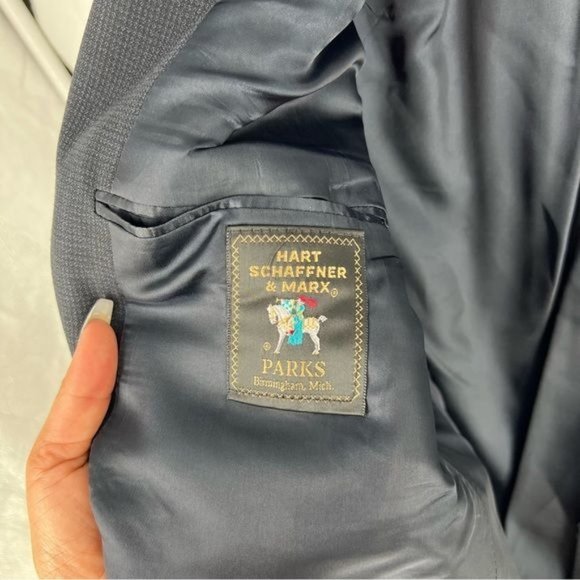 HART
SCHAFFNER
& MARX®
®
PARKS
Birmingham, Mich.